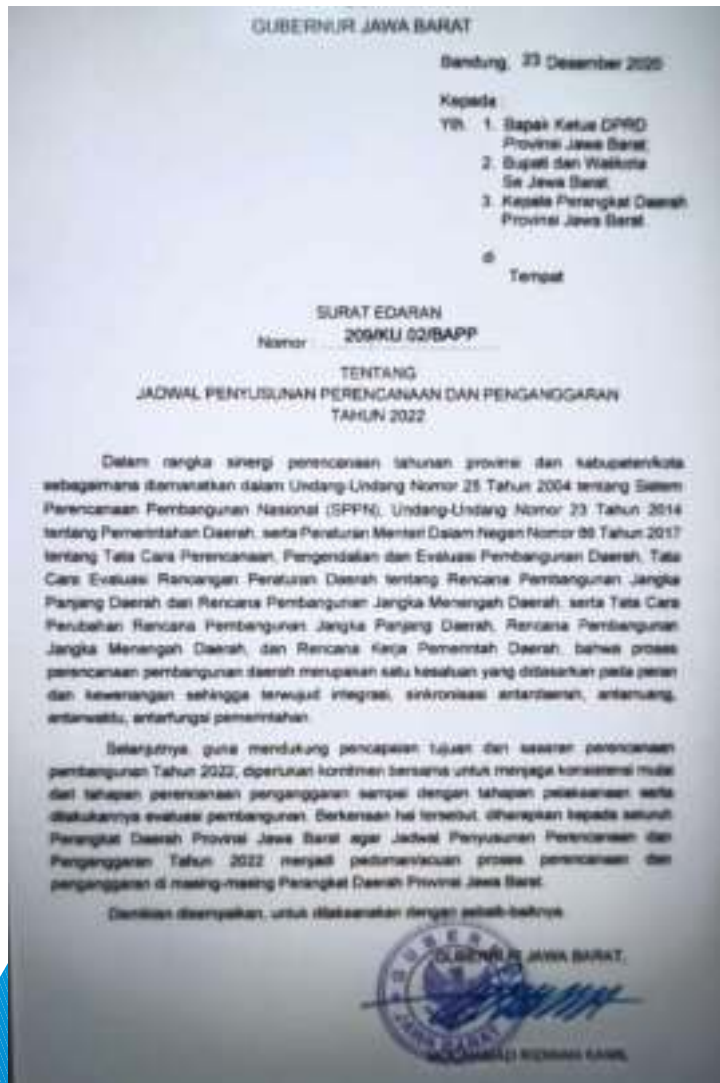 GUBERNUR JAWA BARAT
Bandung, 23 Desember 2020
Kepada :
Yth. 1. Bapak Ketua DPRD
Provinsi Jawa Barat;
2. Bupati dan Walikota
Se Jawa Barat;
3. Kepala Perangkat Daerah
Provinsi Jawa Barat.
di
Tempat
SURAT EDARAN
Nomor : 209/KU.02/BAPP
TENTANG
JADWAL PENYUSUNAN PERENCANAAN DAN PENGANGGARAN
TAHUN 2022
Dalam rangka sinergi perencanaan tahunan provinsi dan kabupaten/kota
sebagaimana diamanatkan dalam Undang-Undang Nomor 25 Tahun 2004 tentang Sistem
Perencanaan Pembangunan Nasional (SPPN), Undang-Undang Nomor 23 Tahun 2014
tentang Pemerintahan Daerah, serta Peraturan Menteri Dalam Negeri Nomor 86 Tahun 2017
tentang Tata Cara Perencanaan, Pengendalian dan Evaluasi Pembangunan Daerah, Tata
Cara Evaluasi Rancangan Peraturan Daerah tentang Rencana Pembangunan Jangka
Panjang Daerah dan Rencana Pembangunan Jangka Menengah Daerah, serta Tata Cara
Perubahan Rencana Pembangunan Jangka Panjang Daerah, Rencana Pembangunan
Jangka Menengah Daerah, dan Rencana Kerja Pemerintah Daerah, bahwa proses
perencanaan pembangunan daerah merupakan satu kesatuan yang didasarkan pada peran
dan kewenangan sehingga terwujud integrasi, sinkronisasi antardaerah, antarruang,
antarwaktu, antarfungsi pemerintahan.
Selanjutnya, guna mendukung pencapaian tujuan dan sasaran perencanaan
pembangunan Tahun 2022, diperlukan komitmen bersama untuk menjaga konsistensi mulai
dari tahapan perencanaan penganggaran sampai dengan tahapan pelaksanaan serta
dilakukannya evaluasi pembangunan. Berkenaan hal tersebut, diharapkan kepada seluruh
Perangkat Daerah Provinsi Jawa Barat agar Jadwal Penyusunan Perencanaan dan
Penganggaran Tahun 2022 menjadi pedoman/acuan proses perencanaan dan
penganggaran di masing-masing Perangkat Daerah Provinsi Jawa Barat.
Demikian disampaikan, untuk dilaksanakan dengan sebaik-baiknya.
GUBERNUR JAWA BARAT,
GUBERNUR
JAWA BARAT
MOCHAMAD RIDWAN KAMIL